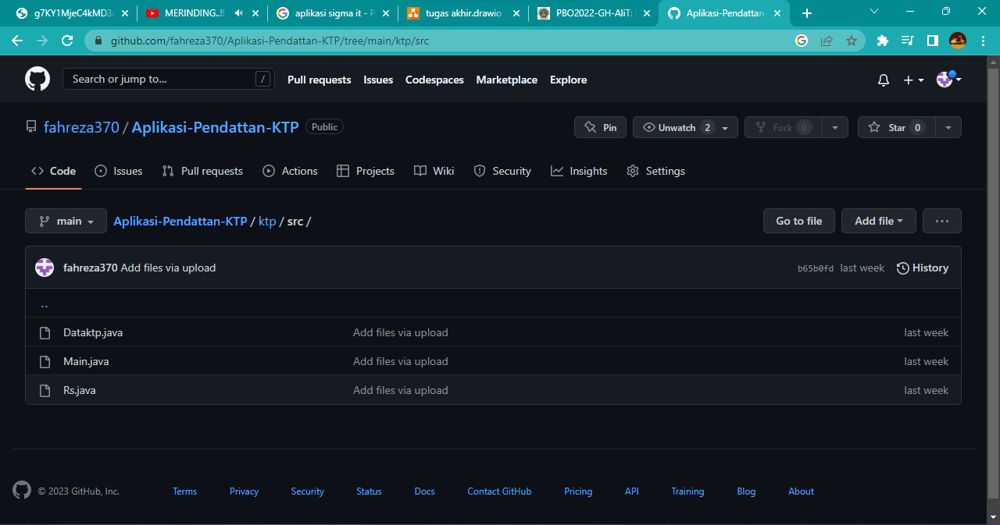 g7KY1MjeC4kMD3r
MERINDING..!!
aplikasi sigma it - P
tugas akhir.drawio
PBO2022-GH-AliT:
Aplikasi-Pendattan-
github.com/fahreza370/Aplikasi-Pendattan-KTP/tree/main/ktp/src
Search or jump to... /
Pull requests Issues Codespaces Marketplace Explore
fahreza370 / Aplikasi-Pendattan-KTP Public
Pin Unwatch 2 Fork 0 Star 0
Code Issues Pull requests Actions Projects Wiki Security Insights Settings
main Aplikasi-Pendattan-KTP / ktp / src / Go to file Add file ...
fahreza370 Add files via upload b65b0fd last week History
..
Dataktp.java Add files via upload last week
Main.java Add files via upload last week
Rs.java Add files via upload last week
© 2023 GitHub, Inc. Terms Privacy Security Status Docs Contact GitHub Pricing API Training Blog About